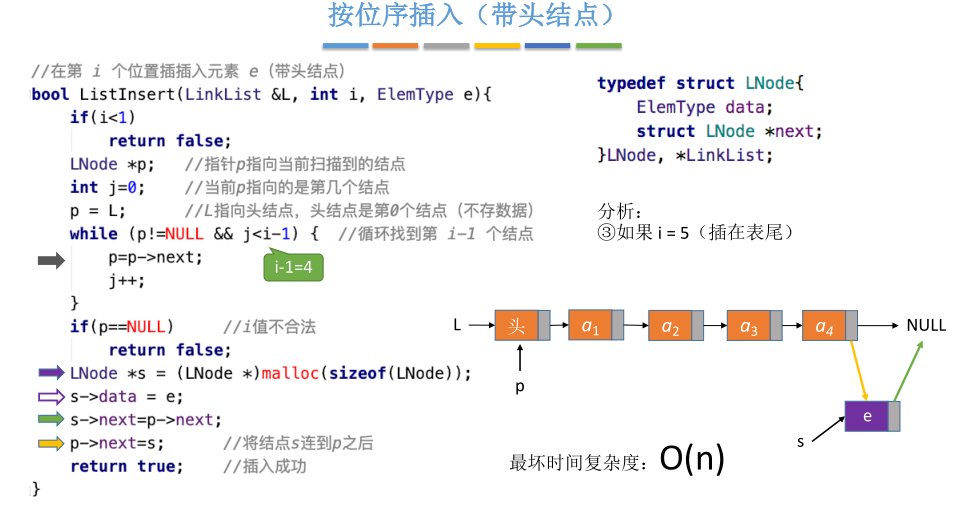 按位序插入（带头结点）
//在第 i 个位置插插入元素 e（带头结点）
bool ListInsert(LinkList &L, int i, ElemType e){
if(i<1)
return false;
LNode *p; //指针p指向当前扫描到的结点
int j=0; //当前p指向的是第几个结点
p = L; //L指向头结点，头结点是第0个结点（不存数据）
while (p!=NULL && j<i-1) { //循环找到第 i-1 个结点
p=p->next;
i-1=4
j++;
}
if(p==NULL) //i值不合法
return false;
LNode *s = (LNode *)malloc(sizeof(LNode));
s->data = e;
s->next=p->next;
p->next=s; //将结点s连到p之后
return true; //插入成功
}
typedef struct LNode{
ElemType data;
struct LNode *next;
}LNode, *LinkList;
分析：
③如果 i = 5（插在表尾）
L 头 a1 a2 a3 a4 NULL
p
e
s
最坏时间复杂度：O(n)